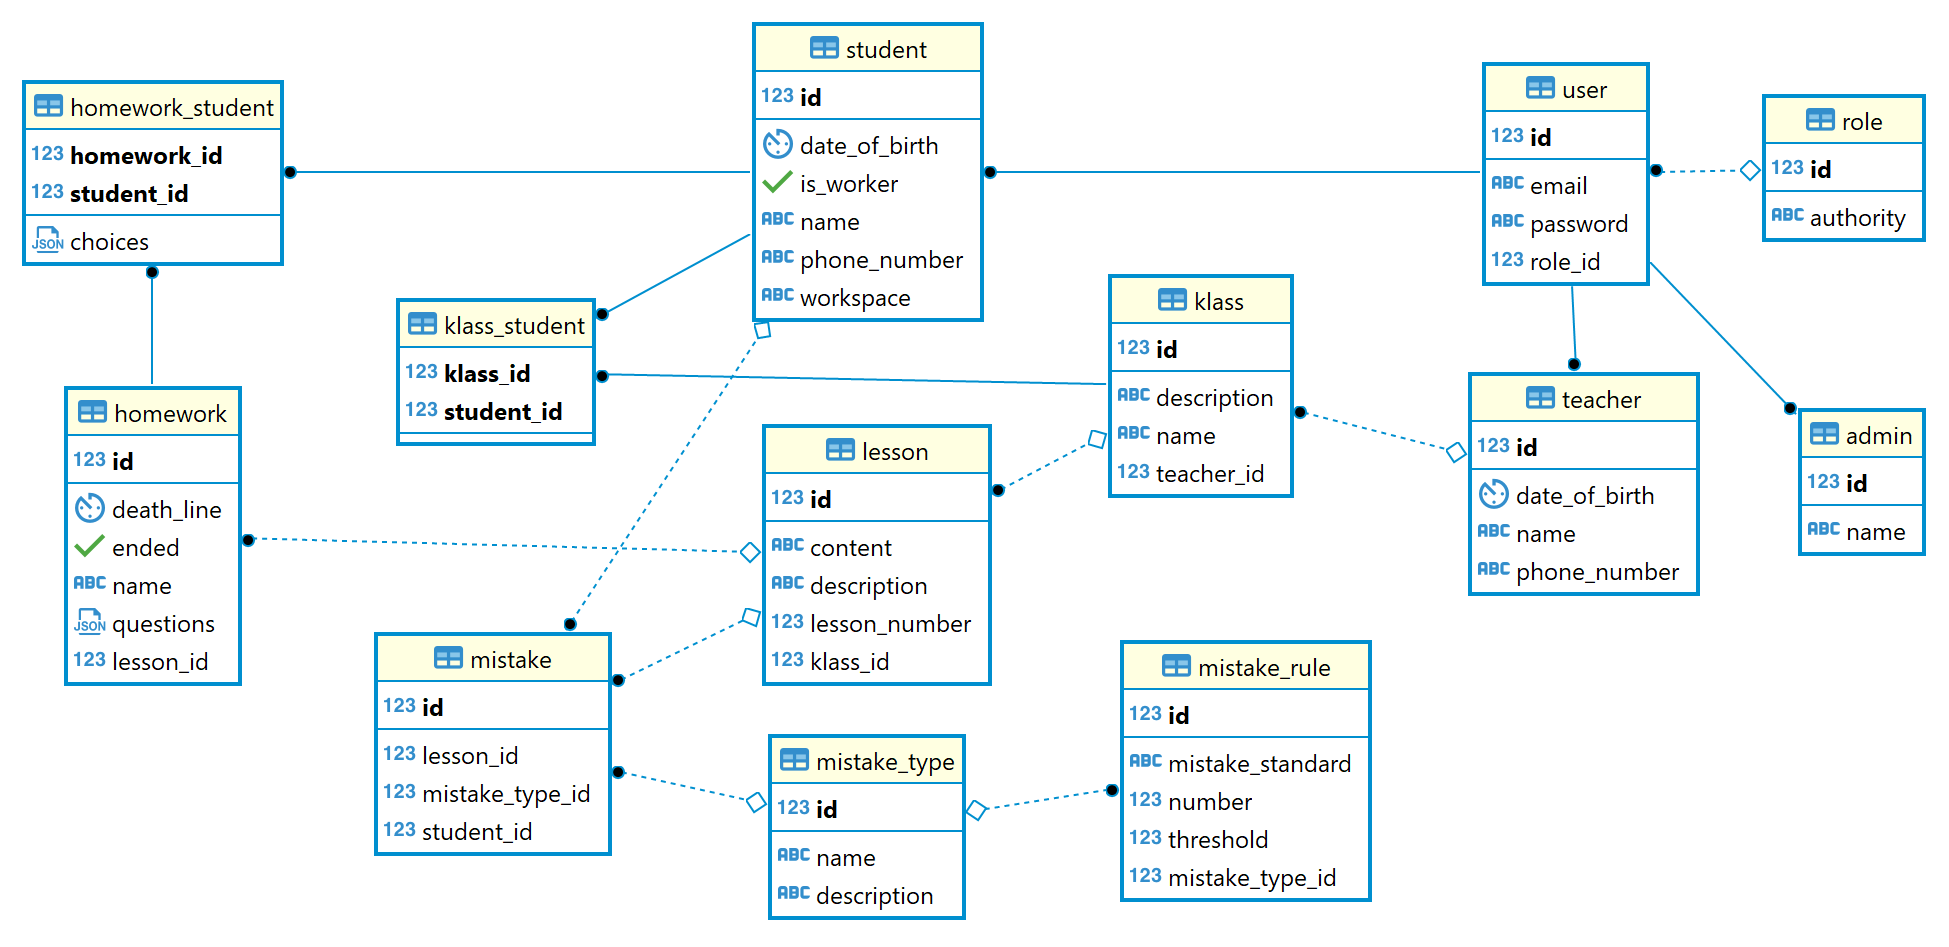 student
123 id
date_of_birth
is_worker
ABC name
ABC phone_number
ABC workspace
user
123 id
ABC email
ABC password
123 role_id
role
123 id
ABC authority
homework_student
123 homework_id
123 student_id
JSON choices
klass_student
123 klass_id
123 student_id
klass
123 id
ABC description
ABC name
123 teacher_id
homework
123 id
death_line
ended
ABC name
JSON questions
123 lesson_id
lesson
123 id
ABC content
ABC description
123 lesson_number
123 klass_id
teacher
123 id
date_of_birth
ABC name
ABC phone_number
admin
123 id
ABC name
mistake
123 id
123 lesson_id
123 mistake_type_id
123 student_id
mistake_type
123 id
ABC name
ABC description
mistake_rule
123 id
ABC mistake_standard
123 number
123 threshold
123 mistake_type_id